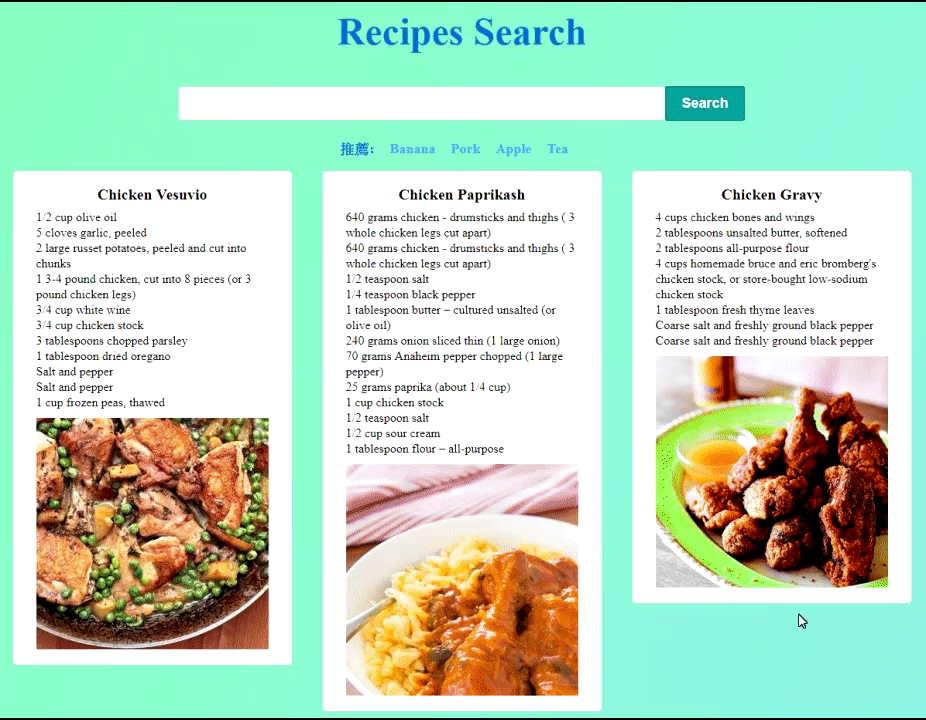 Recipes Search
Search
推薦： Banana Pork Apple Tea
Chicken Vesuvio
1/2 cup olive oil
5 cloves garlic, peeled
2 large russet potatoes, peeled and cut into
chunks
1 3-4 pound chicken, cut into 8 pieces (or 3
pound chicken legs)
3/4 cup white wine
3/4 cup chicken stock
3 tablespoons chopped parsley
1 tablespoon dried oregano
Salt and pepper
Salt and pepper
1 cup frozen peas, thawed
Chicken Paprikash
640 grams chicken - drumsticks and thighs ( 3
whole chicken legs cut apart)
640 grams chicken - drumsticks and thighs ( 3
whole chicken legs cut apart)
1/2 teaspoon salt
1/4 teaspoon black pepper
1 tablespoon butter – cultured unsalted (or
olive oil)
240 grams onion sliced thin (1 large onion)
70 grams Anaheim pepper chopped (1 large
pepper)
25 grams paprika (about 1/4 cup)
1 cup chicken stock
1/2 teaspoon salt
1/2 cup sour cream
1 tablespoon flour – all-purpose
Chicken Gravy
4 cups chicken bones and wings
2 tablespoons unsalted butter, softened
2 tablespoons all-purpose flour
4 cups homemade bruce and eric bromberg's
chicken stock, or store-bought low-sodium
chicken stock
1 tablespoon fresh thyme leaves
Coarse salt and freshly ground black pepper
Coarse salt and freshly ground black pepper